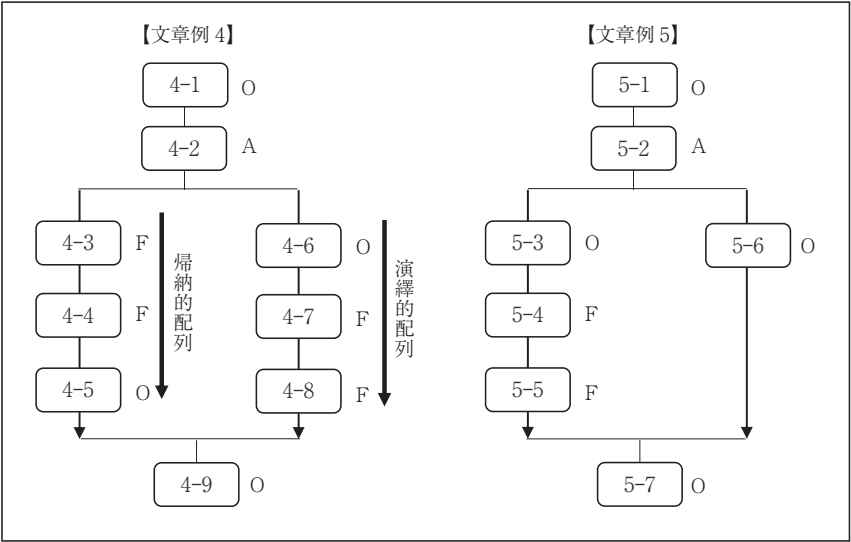 【文章例 4】
4-1 O
4-2 A
4-3 F
4-4 F
4-5 O
帰納的配列
4-6 O
4-7 F
4-8 F
演繹的配列
4-9 O
【文章例 5】
5-1 O
5-2 A
5-3 O
5-4 F
5-5 F
5-6 O
5-7 O